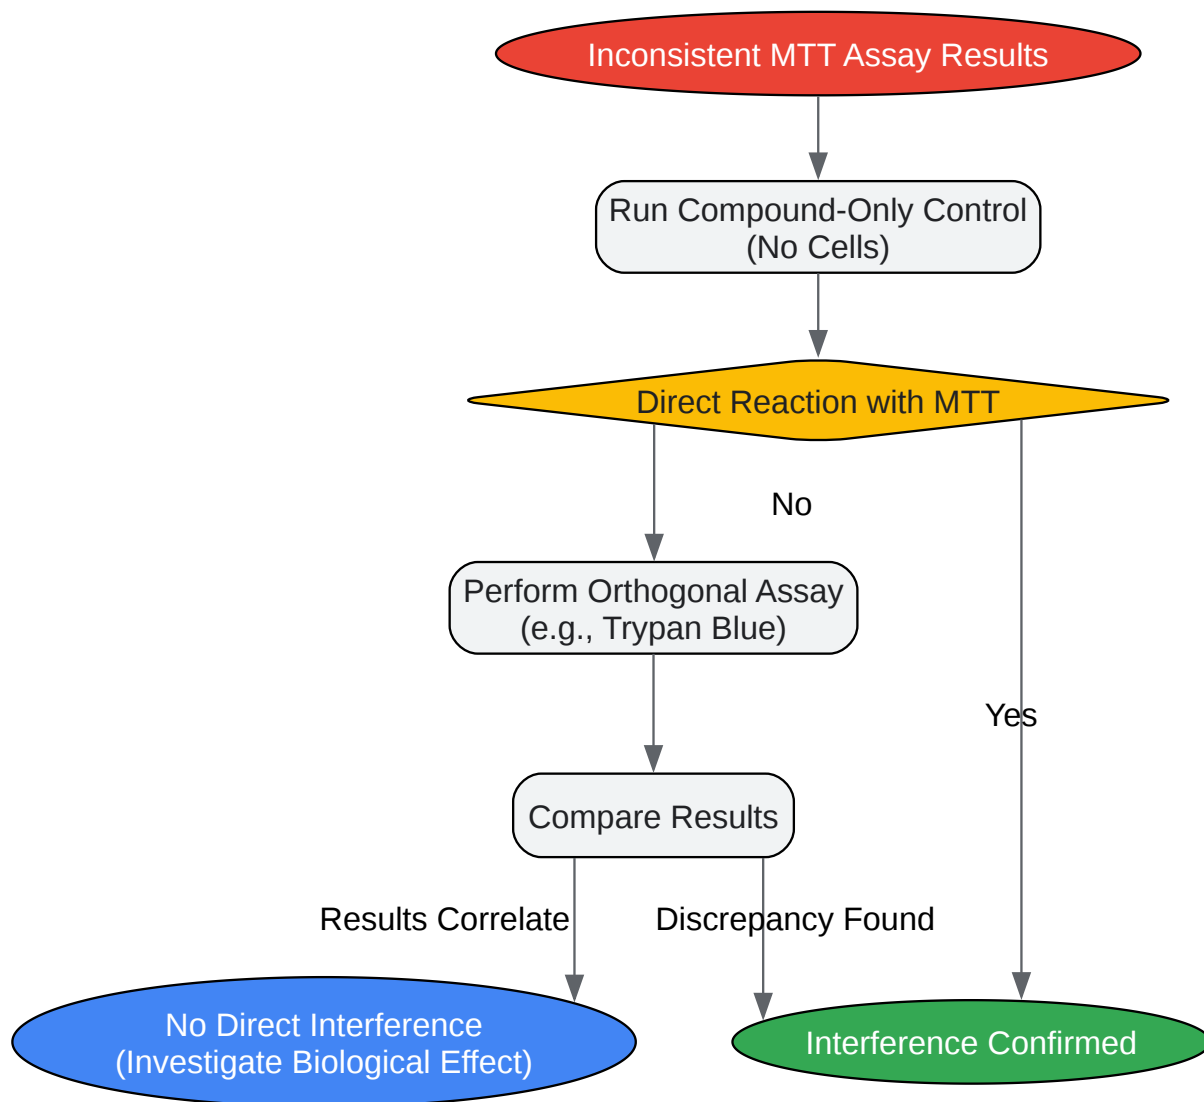 Inconsistent MTT Assay Results
Run Compound-Only Control
(No Cells)
Direct Reaction with MTT
No
Perform Orthogonal Assay
(e.g., Trypan Blue)
Yes
Compare Results
Results Correlate
Discrepancy Found
No Direct Interference
(Investigate Biological Effect)
Interference Confirmed